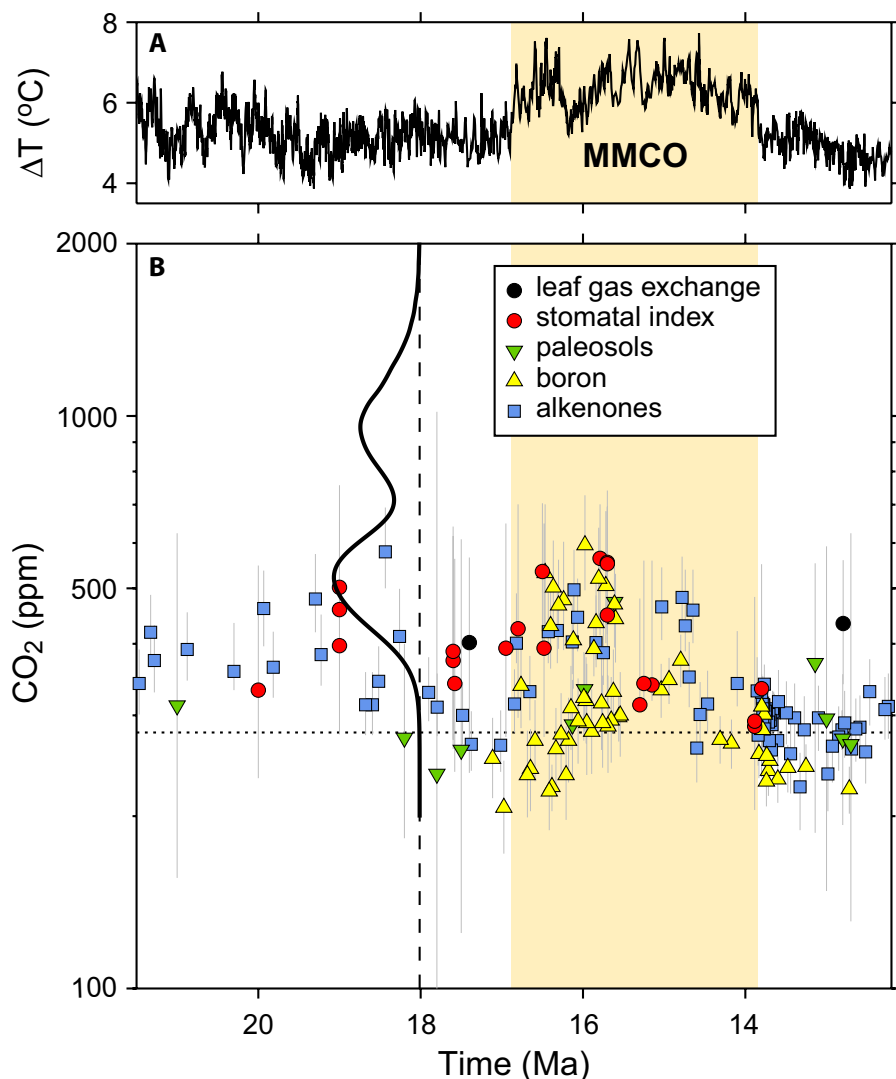 A
8
6
4
ΔT (ºC)
MMCO
B
2000
1000
500
100
CO2 (ppm)
leaf gas exchange
stomatal index
paleosols
boron
alkenones
20
18
16
14
Time (Ma)